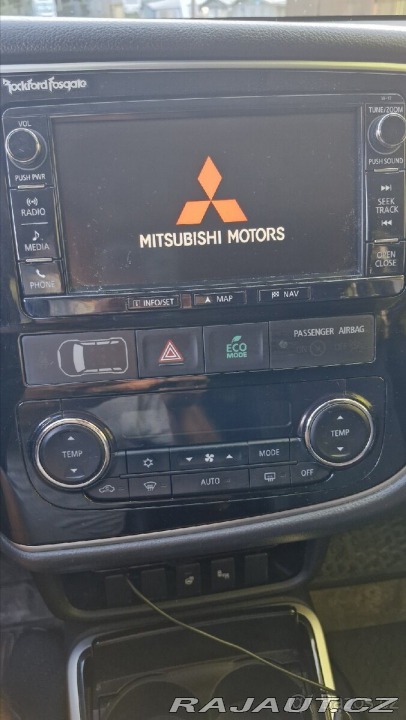 Rockford Fosgate
VOL
PUSH PWR
RADIO
MEDIA
PHONE
TUNE/ZOOM
PUSH SOUND
SEEK
TRACK
OPEN
CLOSE
MITSUBISHI MOTORS
INFO/SET
MAP
NAV
ECO
MODE
PASSENGER AIRBAG
TEMP
MODE
AUTO
OFF
TEMP
RAJAUT.CZ